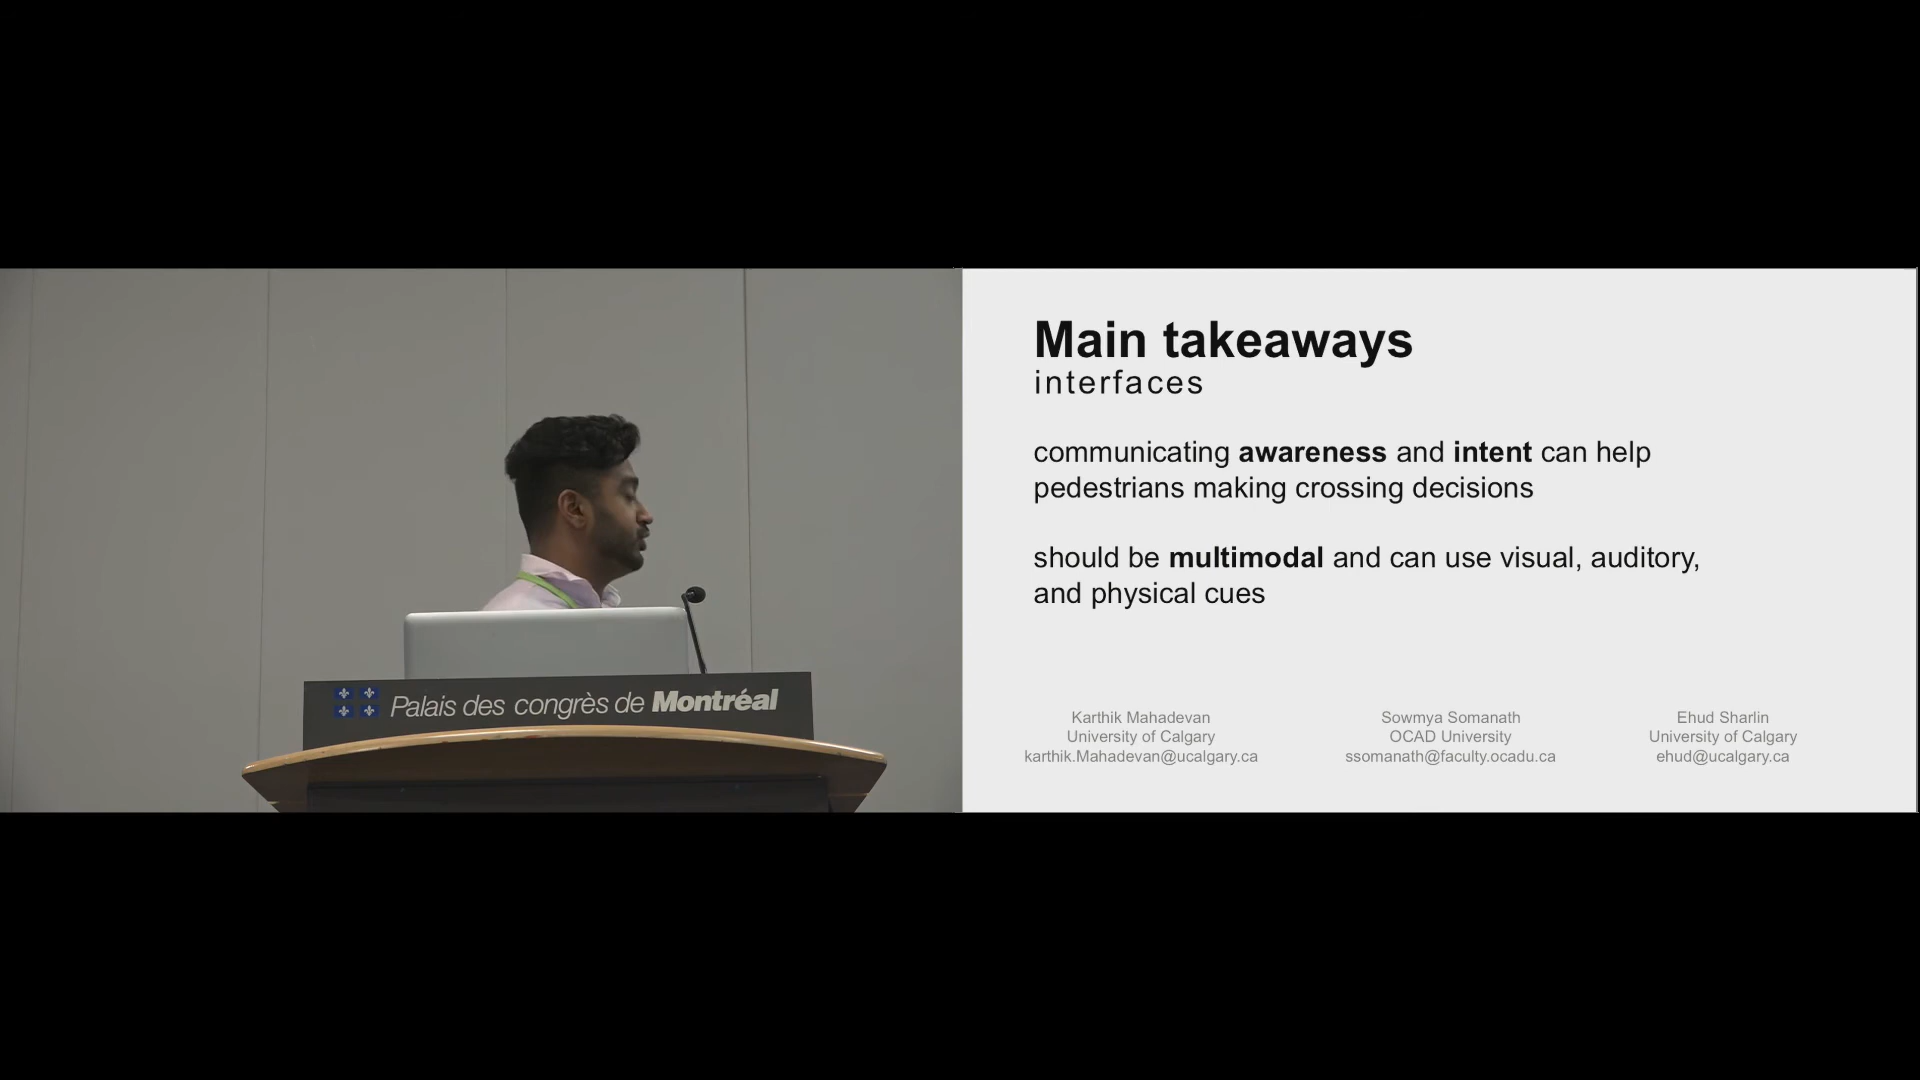 Palais des congrès de Montréal
Main takeaways
interfaces
communicating awareness and intent can help
pedestrians making crossing decisions
should be multimodal and can use visual, auditory,
and physical cues
Karthik Mahadevan
University of Calgary
karthik.Mahadevan@ucalgary.ca
Sowmya Somanath
OCAD University
ssomanath@faculty.ocadu.ca
Ehud Sharlin
University of Calgary
ehud@ucalgary.ca